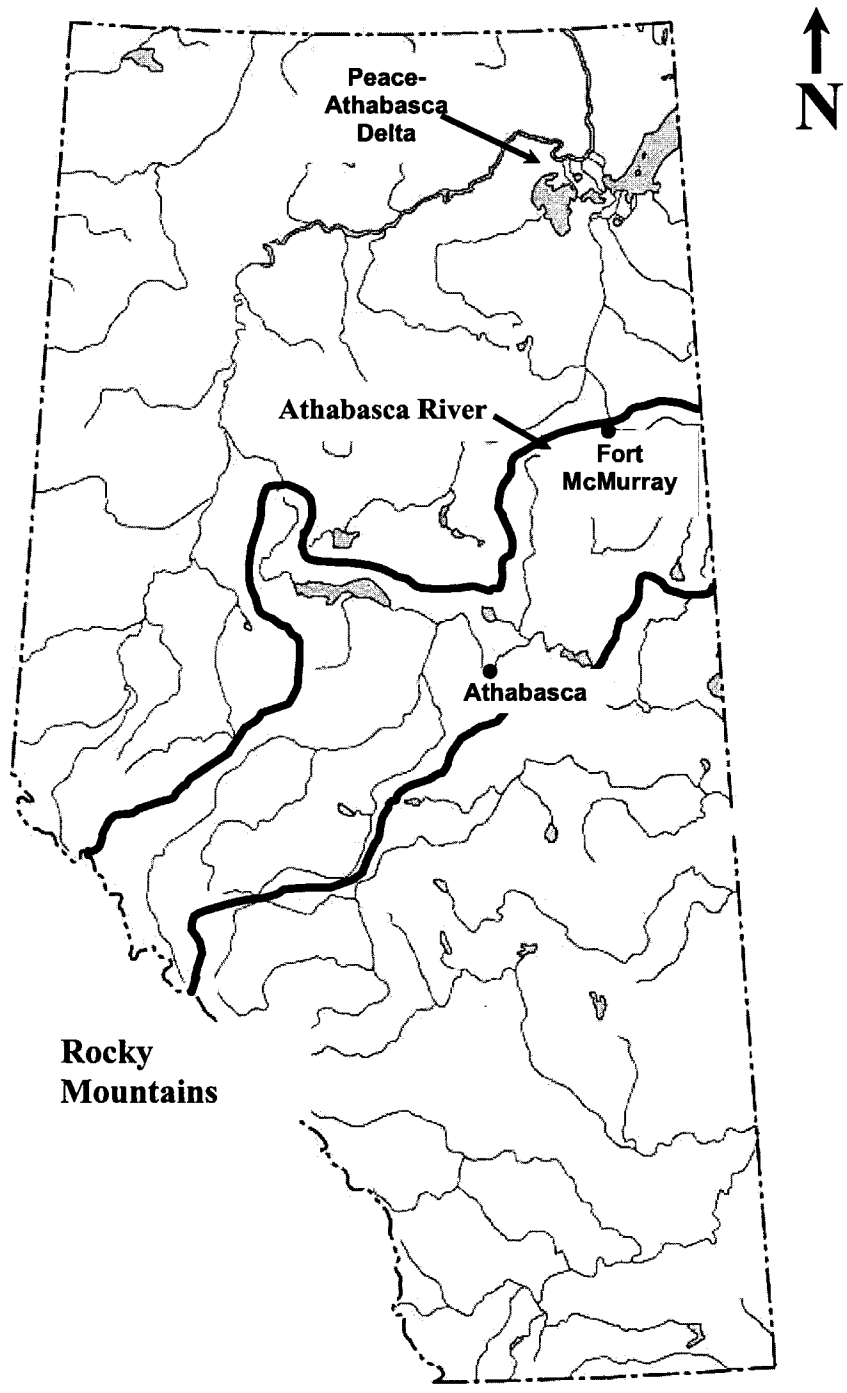 N
Peace-
Athabasca
Delta
Athabasca River
Fort
McMurray
Athabasca
Rocky
Mountains